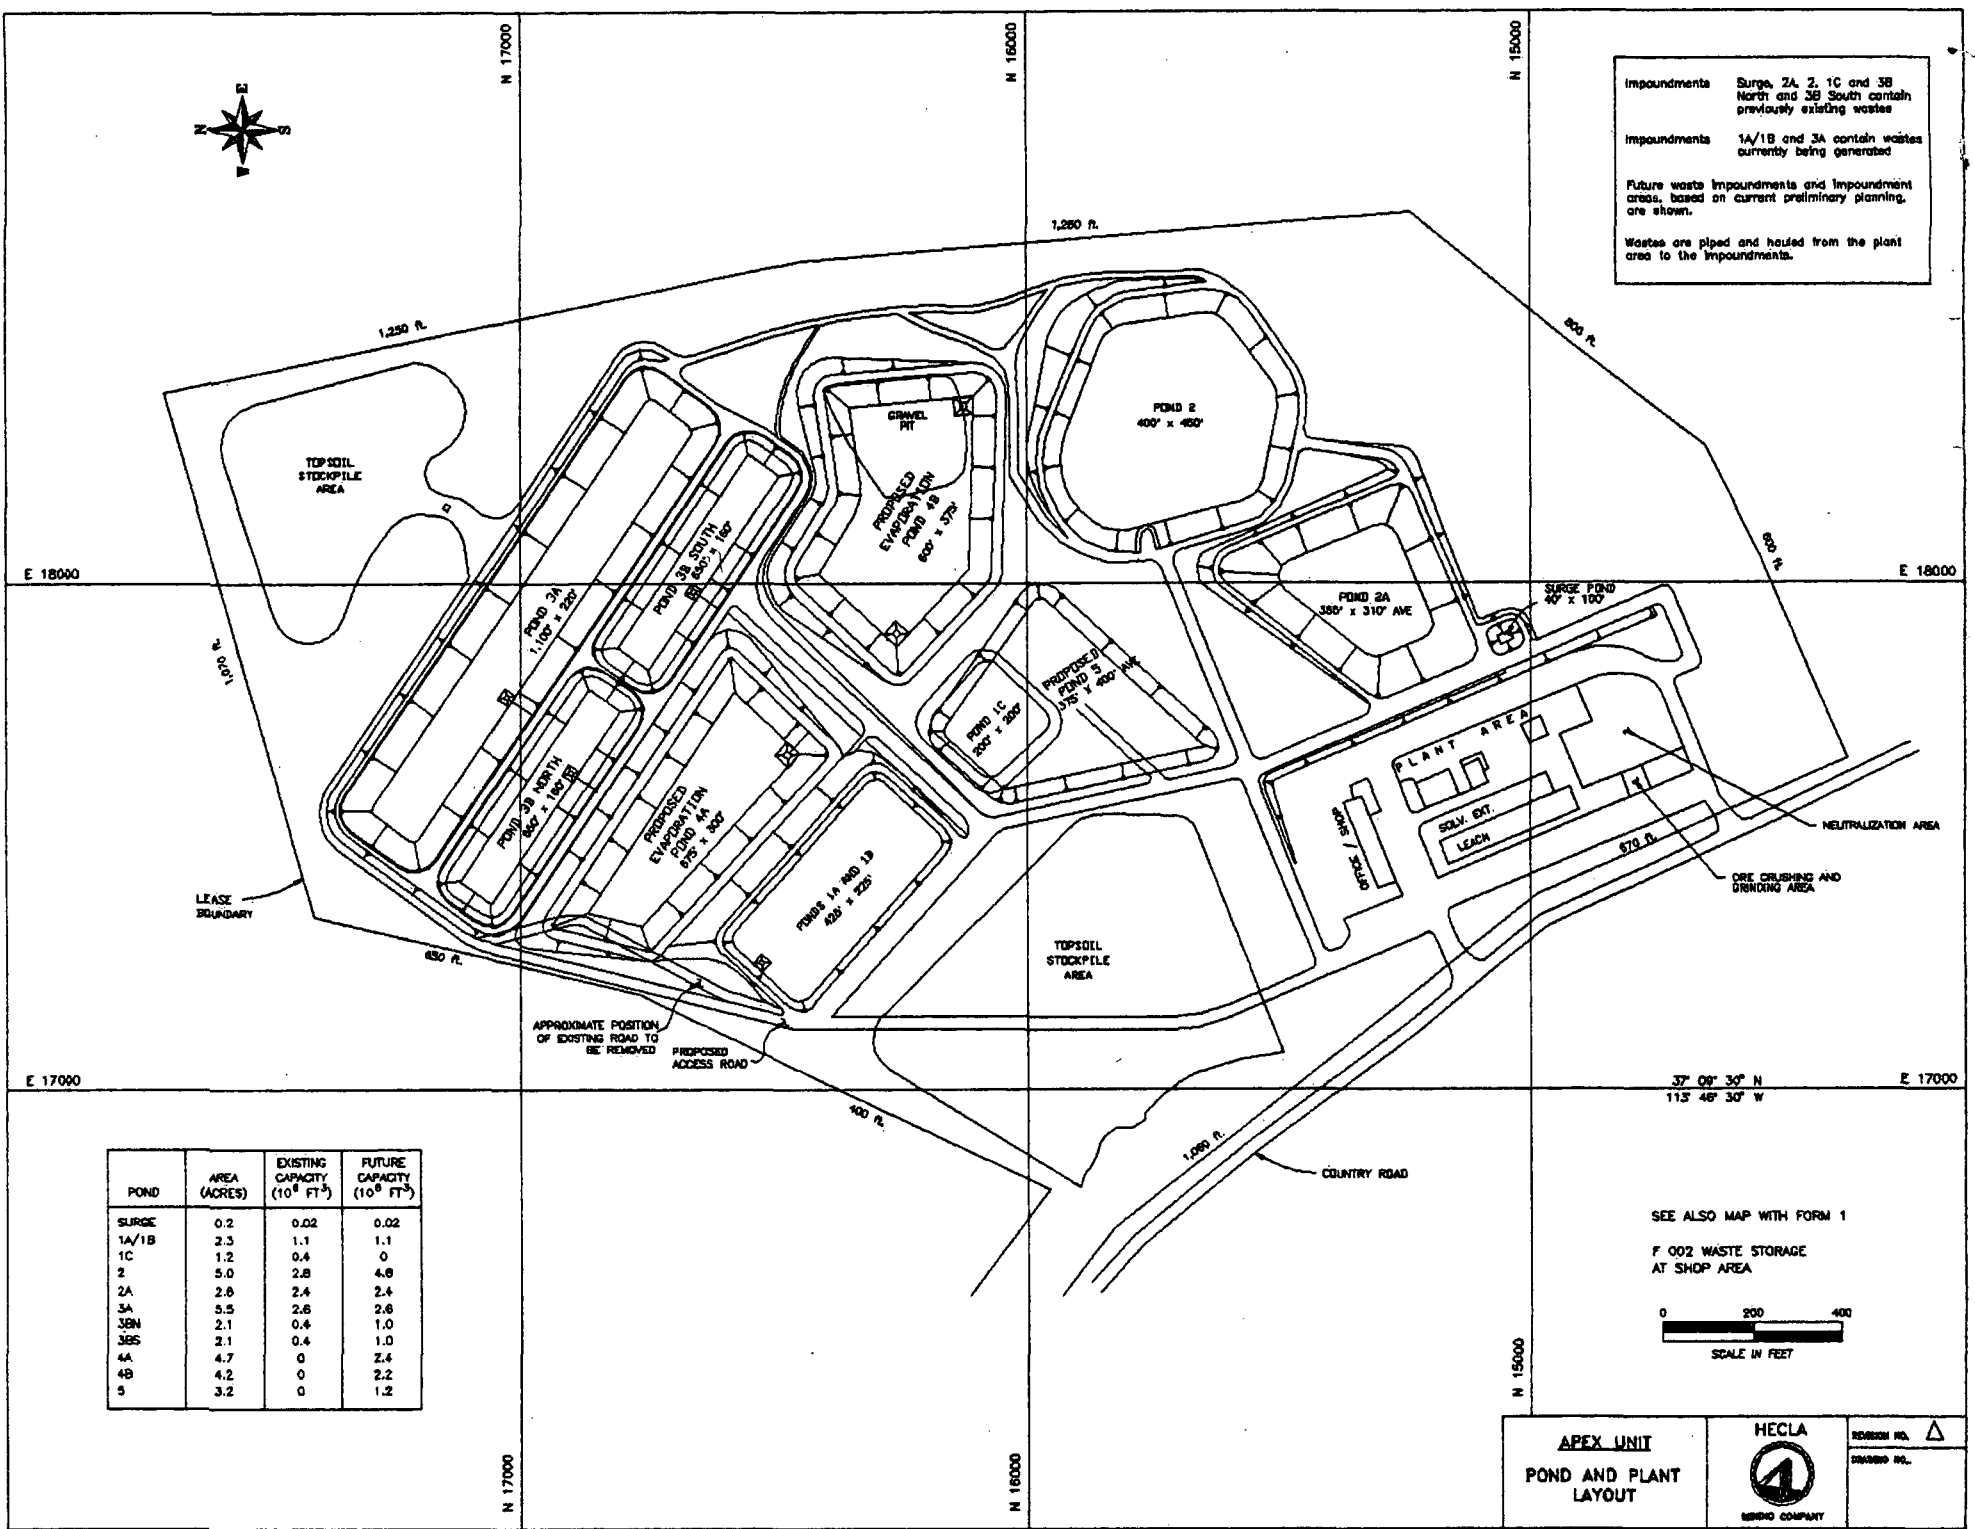 N 17000
N 16000
N 15000
E
N
S
W
Impoundments Surge, 2A, 2, 1C and 3B
North and 3B South contain
previously existing wastes
Impoundments 1A/1B and 3A contain wastes
currently being generated
Future waste impoundments and impoundment
areas, based on current preliminary planning,
are shown.
Wastes are piped and hauled from the plant
area to the impoundments.
1,250 ft.
1,250 ft.
800 ft.
600 ft.
TOPSOIL
STOCKPILE
AREA
GRAVEL
PIT
POND 2
400' x 450'
PROPOSED
EVAPORATION
POND 4B
600' x 375'
POND 3B SOUTH
650' x 160'
E 18000
E 18000
POND 3A
1,100' x 220'
POND 2A
355' x 310' AVE
SURGE POND
40' x 100'
1,070 ft.
PROPOSED
POND 5
375' x 400' AVE
POND 1C
200' x 200'
PLANT AREA
POND 3B NORTH
650' x 160'
PROPOSED
EVAPORATION
POND 4A
675' x 300'
OFFICE / SHOP
SOLV. EXT.
LEACH
670 ft.
NEUTRALIZATION AREA
ORE CRUSHING AND
GRINDING AREA
PONDS 1A AND 1B
425' x 225'
LEASE
BOUNDARY
650 ft.
TOPSOIL
STOCKPILE
AREA
APPROXIMATE POSITION
OF EXISTING ROAD TO
BE REMOVED
PROPOSED
ACCESS ROAD
E 17000
37° 09' 30" N
E 17000
113° 46' 30" W
400 ft.
1,060 ft.
COUNTRY ROAD
POND AREA (ACRES) EXISTING CAPACITY (10⁶ FT³) FUTURE CAPACITY (10⁶ FT³)
SURGE 0.2 0.02 0.02
1A/1B 2.3 1.1 1.1
1C 1.2 0.4 0
2 5.0 2.8 4.8
2A 2.8 2.4 2.4
3A 5.5 2.6 2.6
3BN 2.1 0.4 1.0
3BS 2.1 0.4 1.0
4A 4.7 0 2.4
4B 4.2 0 2.2
5 3.2 0 1.2
SEE ALSO MAP WITH FORM 1
F 002 WASTE STORAGE
AT SHOP AREA
0 200 400
SCALE IN FEET
N 17000
N 16000
N 15000
APEX UNIT
POND AND PLANT
LAYOUT
HECLA
MINING COMPANY
REVISION NO.
DRAWING NO.